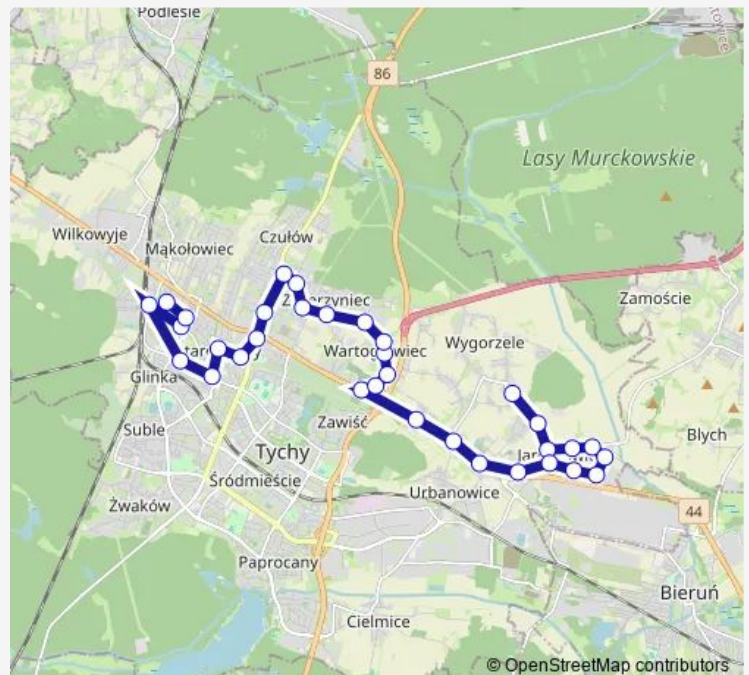 Podlesie
86
Lasy Murckowskie
Wilkowyje
Mąkołowiec
Czułów
Zamoście
Wygorzele
Glinka
Zawiść
Suble
Blych
Tychy
Śródmieście
Urbanowice
Żwaków
44
Paprocany
Bieruń
Cielmice
© OpenStreetMap contributors